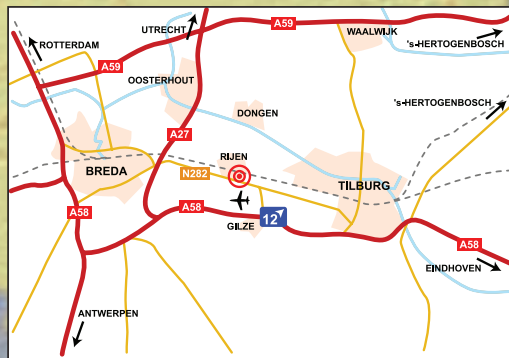 UTRECHT
A59
WAALWIJK
's-HERTOGENBOSCH
ROTTERDAM
A59
OOSTERHOUT
's-HERTOGENBOSCH
DONGEN
A27
RIJEN
BREDA
N282
TILBURG
A58
A58
12
GILZE
A58
EINDHOVEN
ANTWERPEN